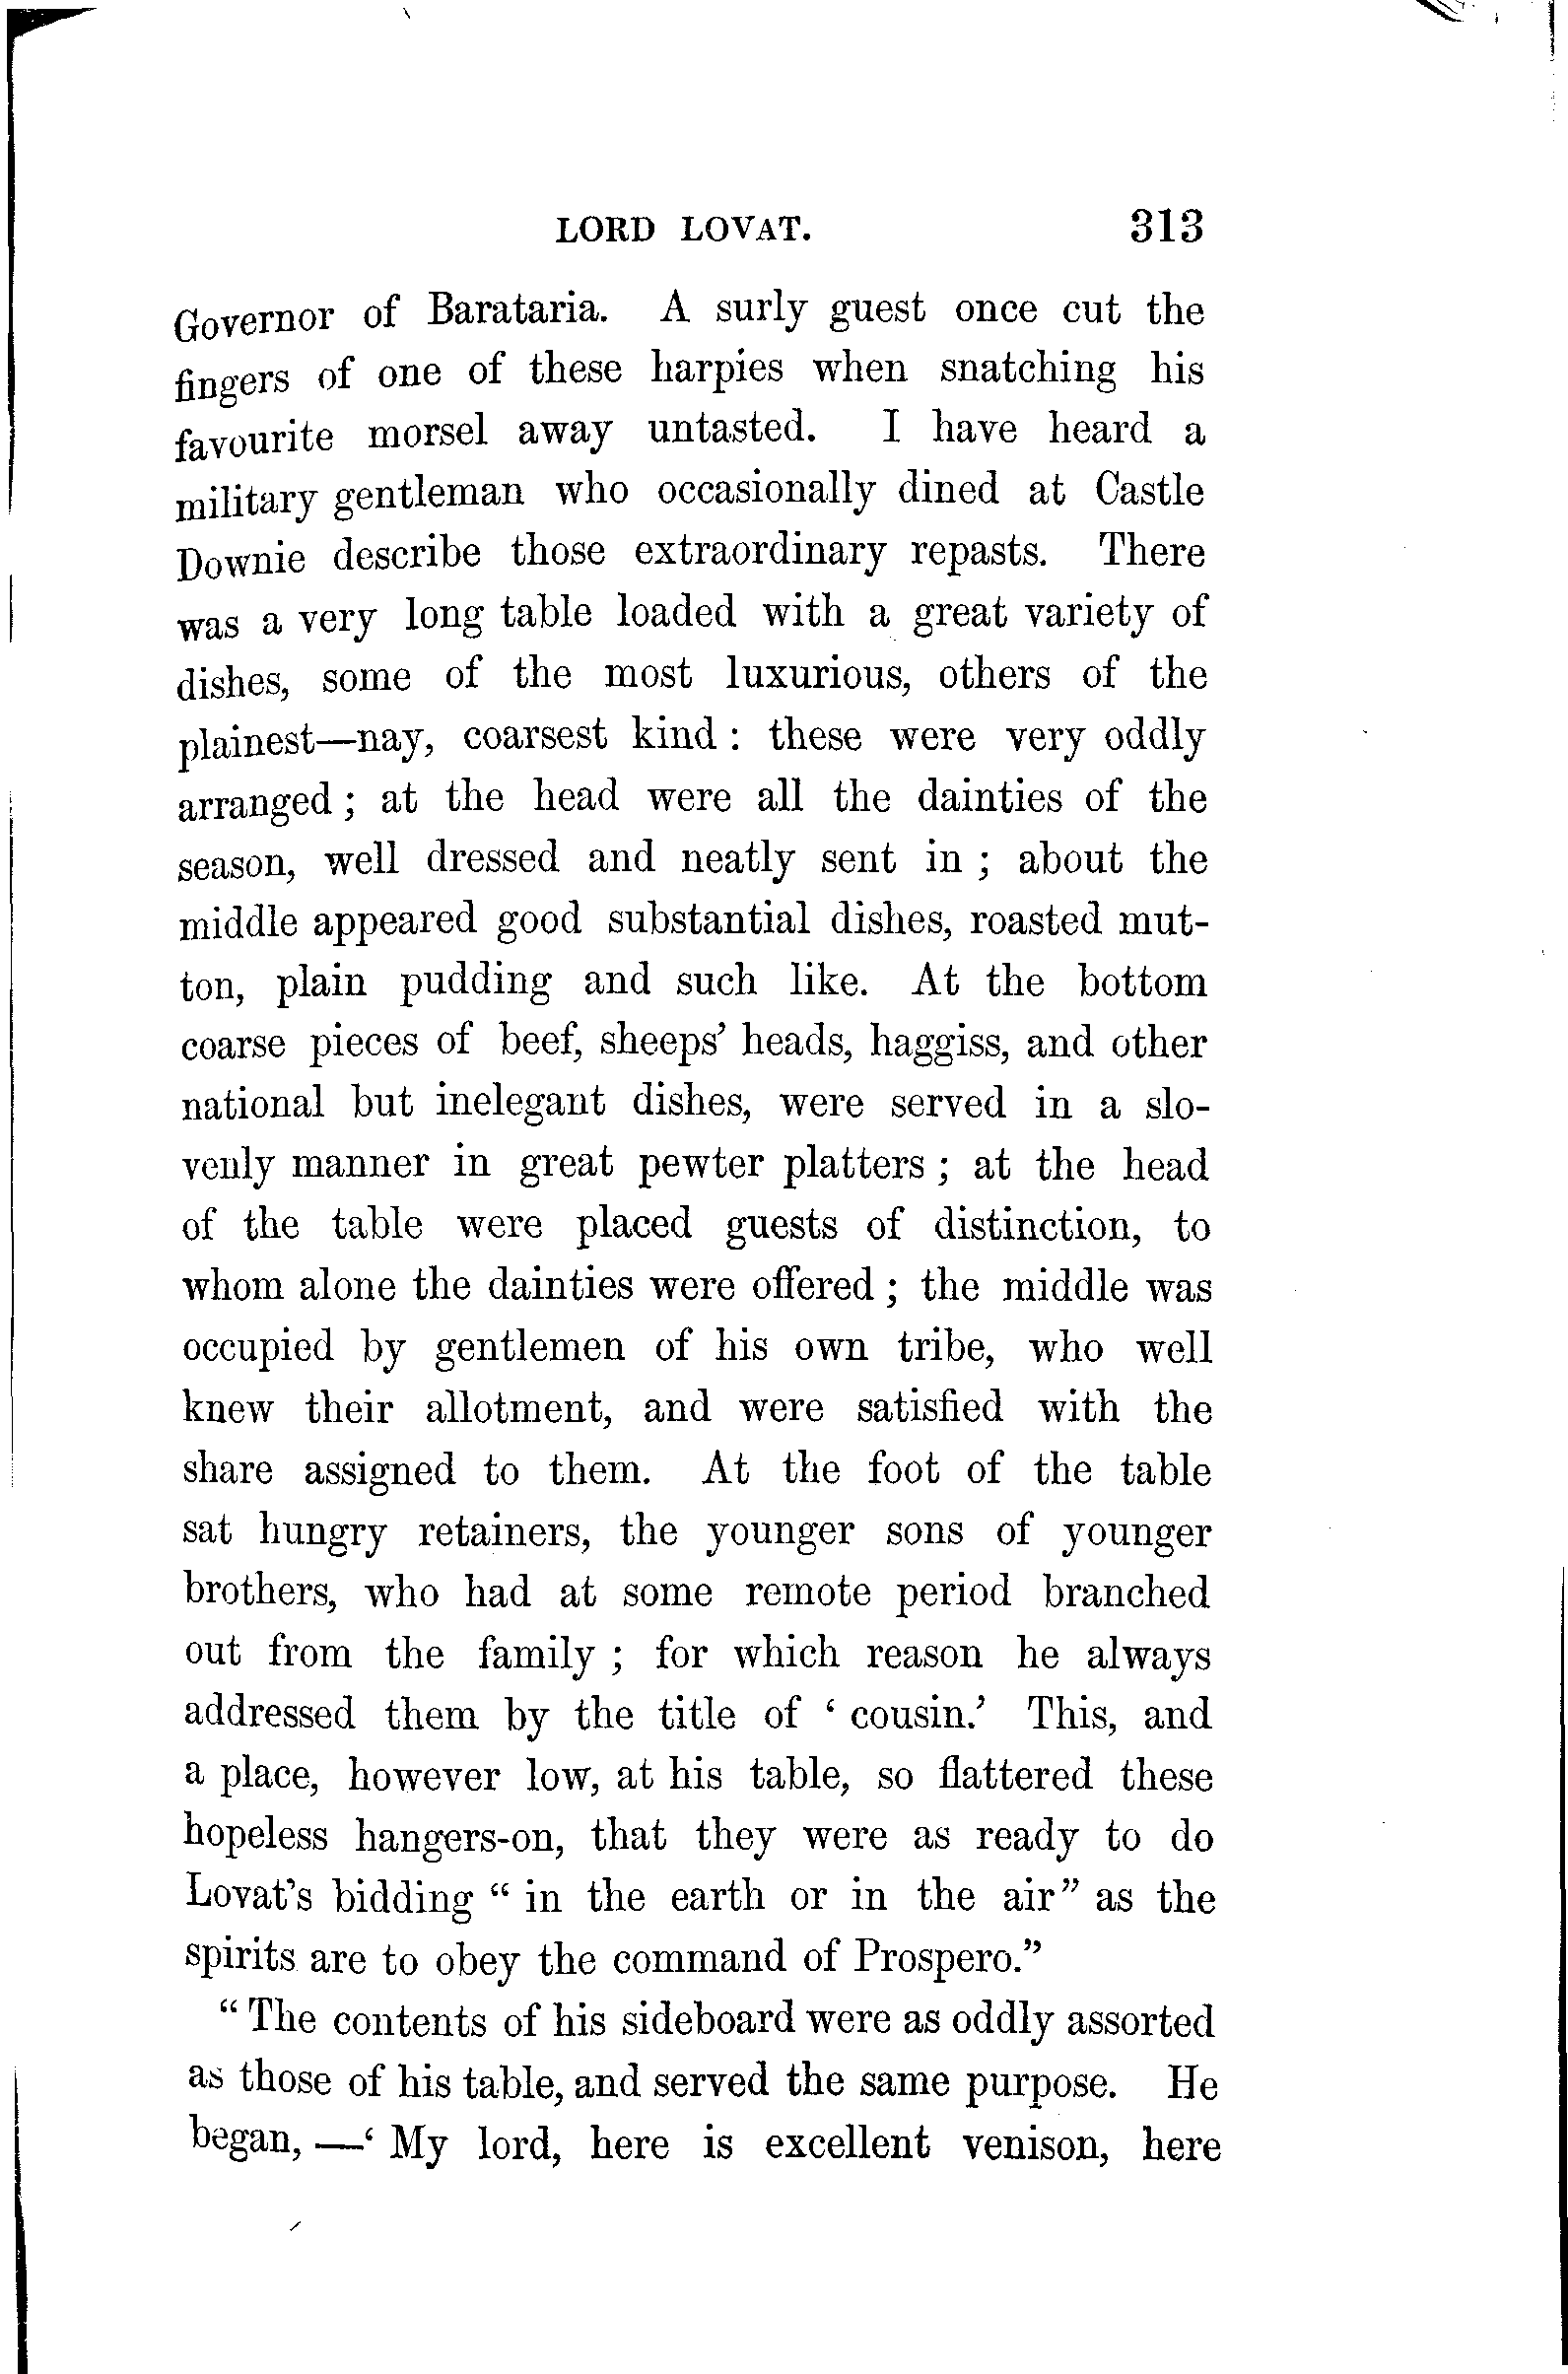 LORD LOVAT. 313
Governor of Barataria. A surly guest once cut the
fingers of one of these harpies when snatching his
favourite morsel away untasted. I have heard a
military gentleman who occasionally dined at Castle
Downie describe those extraordinary repasts. There
was a very long table loaded with a great variety of
dishes, some of the most luxurious, others of the
plainest—nay, coarsest kind : these were very oddly
arranged ; at the head were all the dainties of the
season, well dressed and neatly sent in ; about the
middle appeared good substantial dishes, roasted mut-
ton, plain pudding and such like. At the bottom
coarse pieces of beef, sheeps’ heads, haggiss, and other
national but inelegant dishes, were served in a slo-
venly manner in great pewter platters ; at the head
of the table were placed guests of distinction, to
whom alone the dainties were offered ; the middle was
occupied by gentlemen of his own tribe, who well
knew their allotment, and were satisfied with the
share assigned to them. At the foot of the table
sat hungry retainers, the younger sons of younger
brothers, who had at some remote period branched
out from the family ; for which reason he always
addressed them by the title of ‘ cousin.’ This, and
a place, however low, at his table, so flattered these
hopeless hangers-on, that they were as ready to do
Lovat’s bidding “ in the earth or in the air” as the
spirits are to obey the command of Prospero.”
“ The contents of his sideboard were as oddly assorted
as those of his table, and served the same purpose. He
began, —‘ My lord, here is excellent venison, here